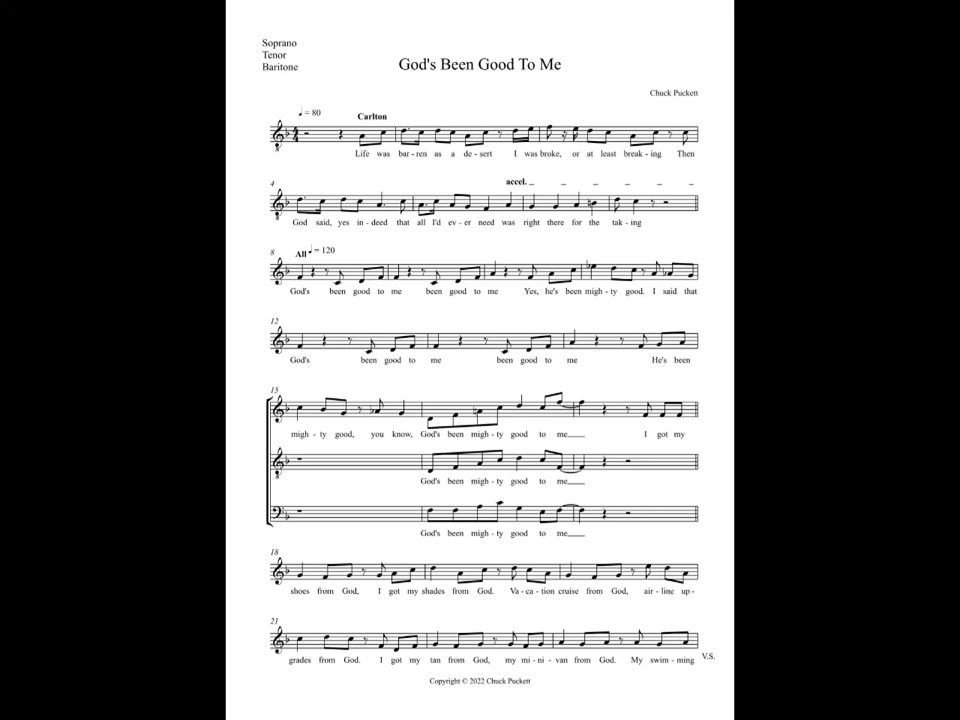 Soprano
Tenor
Baritone
God's Been Good To Me
Chuck Puckett
♩ = 80
Carlton
Life was bar - ren as a de - sert I was broke, or at least break - ing Then
4
accel.
God said, yes in - deed that all I'd ev - er need was right there for the tak - ing
8
All ♩ = 120
God's been good to me been good to me Yes, he's been migh - ty good. I said that
12
God's been good to me been good to me He's been
15
migh - ty good, you know, God's been migh - ty good to me I got my
God's been migh - ty good to me
God's been migh - ty good to me
18
shoes from God, I got my shades from God. Va - ca - tion cruise from God, air - line up -
21
grades from God. I got my tan from God, my mi - ni - van from God. My swim - ming
V.S.
Copyright © 2022 Chuck Puckett